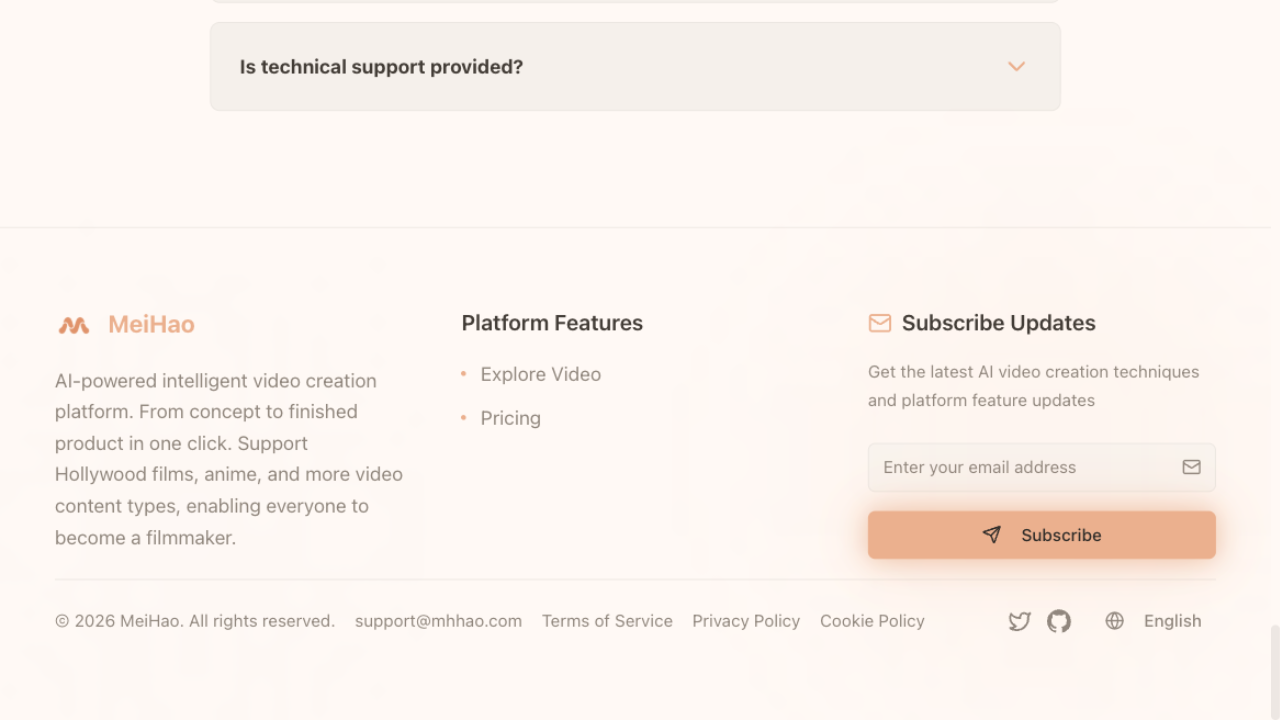 Is technical support provided?
MeiHao
AI-powered intelligent video creation
platform. From concept to finished
product in one click. Support
Hollywood films, anime, and more video
content types, enabling everyone to
become a filmmaker.
Platform Features
• Explore Video
• Pricing
Subscribe Updates
Get the latest AI video creation techniques
and platform feature updates
Enter your email address
Subscribe
© 2026 MeiHao. All rights reserved. support@mhhao.com Terms of Service Privacy Policy Cookie Policy English